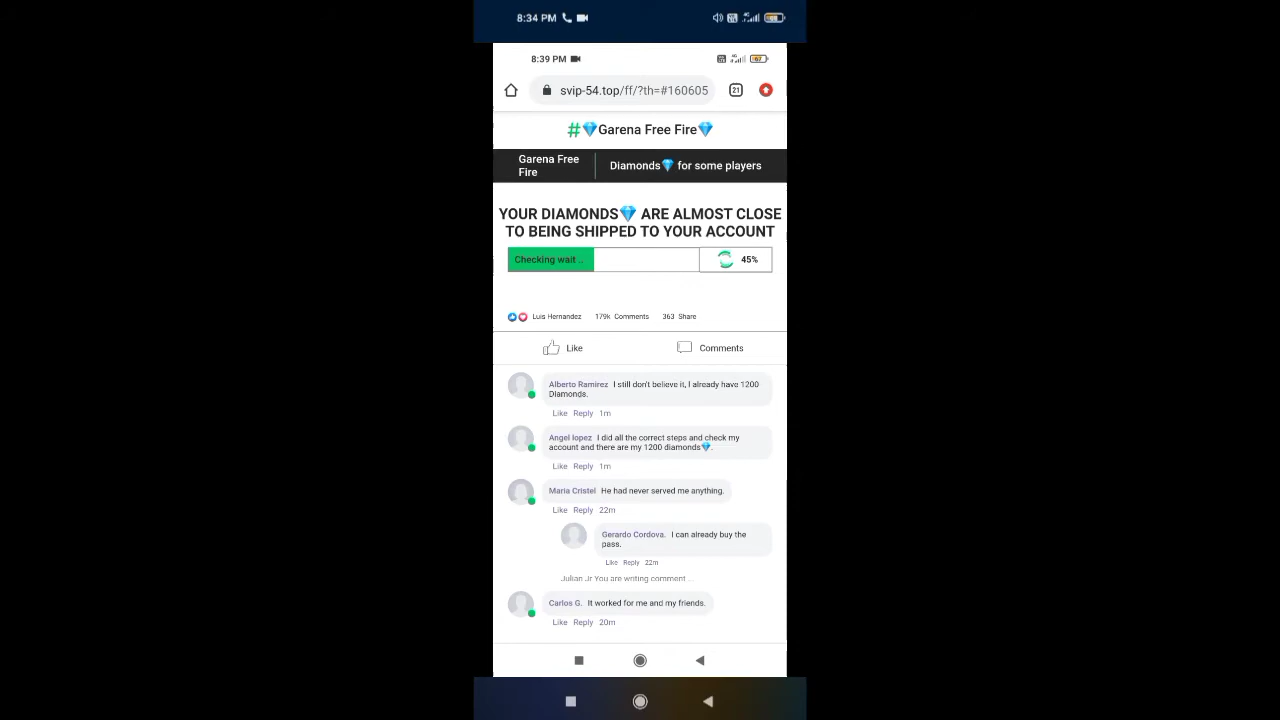 8:34 PM
8:39 PM
21
svip-54.top/ff/?th=#160605
#💎Garena Free Fire💎
Garena Free
Fire
Diamonds💎 for some players
YOUR DIAMONDS💎 ARE ALMOST CLOSE
TO BEING SHIPPED TO YOUR ACCOUNT
Checking wait ..
45%
Luis Hernandez 179k Comments 363 Share
Like
Comments
Alberto Ramirez I still don't believe it, I already have 1200
Diamonds.
Like Reply 1m
Angel lopez I did all the correct steps and check my
account and there are my 1200 diamonds💎.
Like Reply 1m
Maria Cristel He had never served me anything.
Like Reply 22m
Gerardo Cordova. I can already buy the
pass.
Like Reply 22m
Julian Jr You are writing comment ...
Carlos G. It worked for me and my friends.
Like Reply 20m